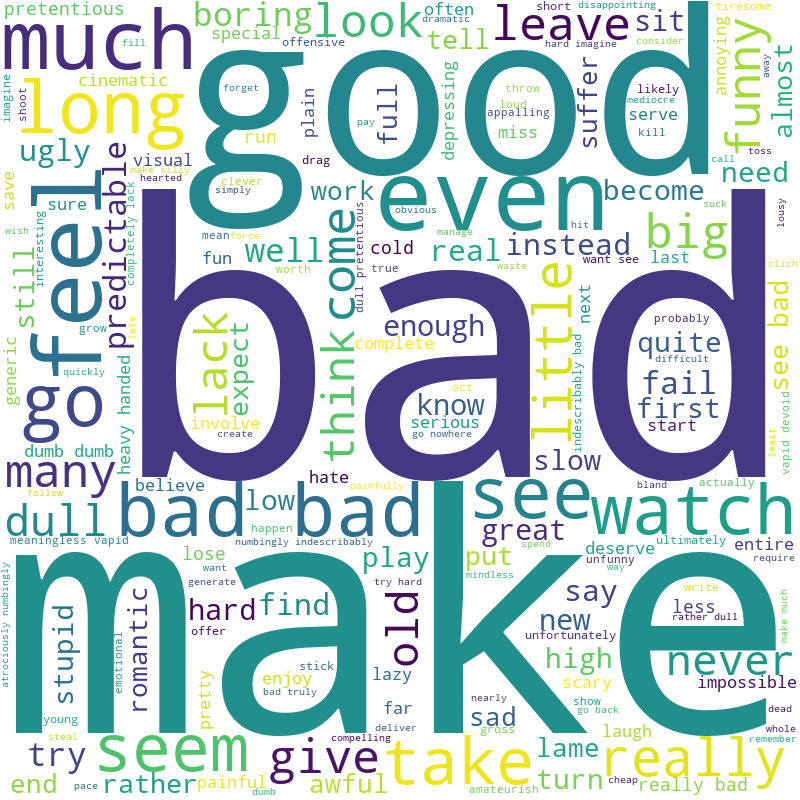 pretentious
boring
look
often
dramatic
leave
short
disappointing
tiresome
much
fill
special
offensive
tell
hard imagine
sit
consider
annoying
imagine
shoot
long
cinematic
good
forget
run
plain
full
pay
depressing
throw
loud
appalling
miss
suffer
likely
mediocre
serve
kill
funny
away
almost
ugly
visual
make silly
hearted
drag
clever
simply
call
toss
need
save
sure
feel
predictable
completely lack
work
even
become
suck
lousy
wish
interesting
still
mean
force
fun
well
worth
come
obvious
cold
true
dull pretentious
manage
real
waste
hit
instead
want see
big
last
clich
bad
grow
late
quickly
generic
go
lack
expect
think
enough
complete
little
next
indescribably bad
probably
quite
difficult
see bad
heavy handed
involve
create
act
know
serious
go nowhere
fail
first
start
least
vapid devoid
dumb dumb
many
follow
believe
hate
painfully
slow
bland
actually
dull
bad
low
bad
see
watch
meaningless vapid
happen
numbingly indescribably
great
spend
unfunny
deserve
ultimately
entire
require
make
lose
want
generate
play
try hard
put
mindless
way
atrociously numbingly
stupid
emotional
romantic
hard
offer
find
old
say
new
less
write
rather dull
make much
unfortunately
never
enjoy
stick
bad truly
lazy
high
scary
impossible
young
pretty
far
deliver
sad
nearly
gross
show
go back
dead
steal
seem
give
compelling
take
lame
laugh
really
whole
remember
try
end
pace
rather
painful
dumb
awful
amateurish
turn
cheap
really bad